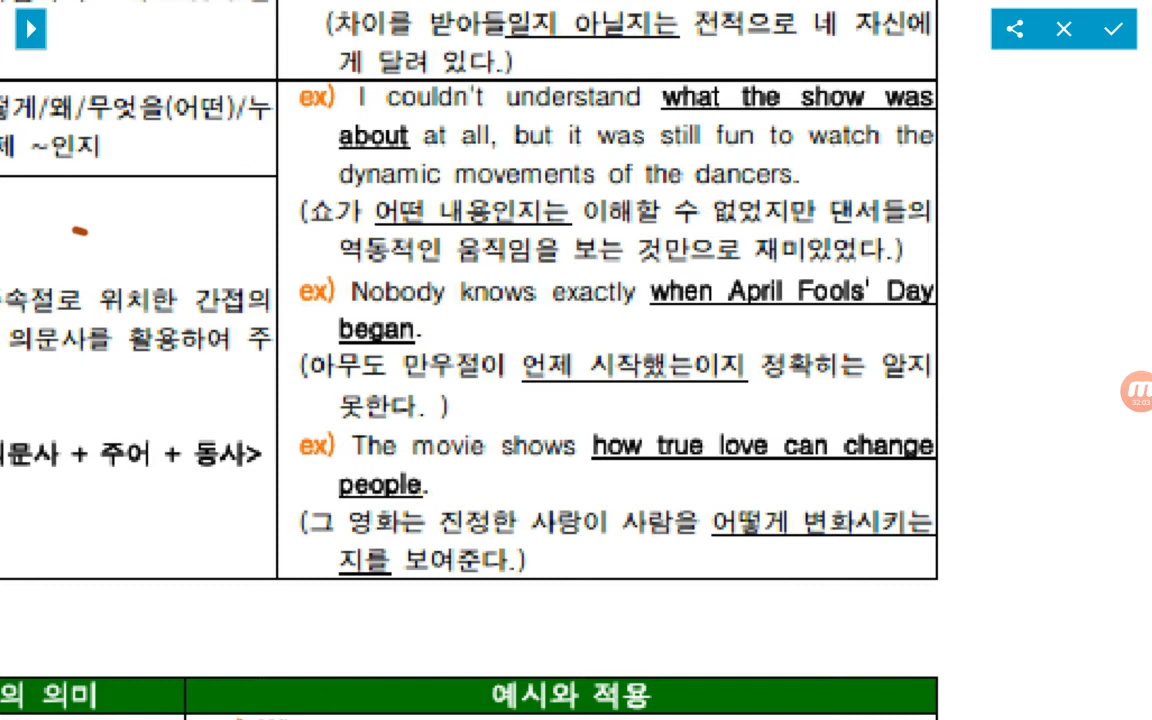 (차이를 받아들일지 아닐지는 전적으로 네 자신에
게 달려 있다.)
떻게/왜/무엇을(어떤)/누
제 ~인지
ex) I couldn't understand what the show was
about at all, but it was still fun to watch the
dynamic movements of the dancers.
(쇼가 어떤 내용인지는 이해할 수 없었지만 댄서들의
역동적인 움직임을 보는 것만으로 재미있었다.)
속절로 위치한 간접의
의문사를 활용하여 주
ex) Nobody knows exactly when April Fools' Day
began.
(아무도 만우절이 언제 시작했는이지 정확히는 알지
못한다. )
의문사 + 주어 + 동사>
ex) The movie shows how true love can change
people.
(그 영화는 진정한 사랑이 사람을 어떻게 변화시키는
지를 보여준다.)
의 의미
예시와 적용
32:03